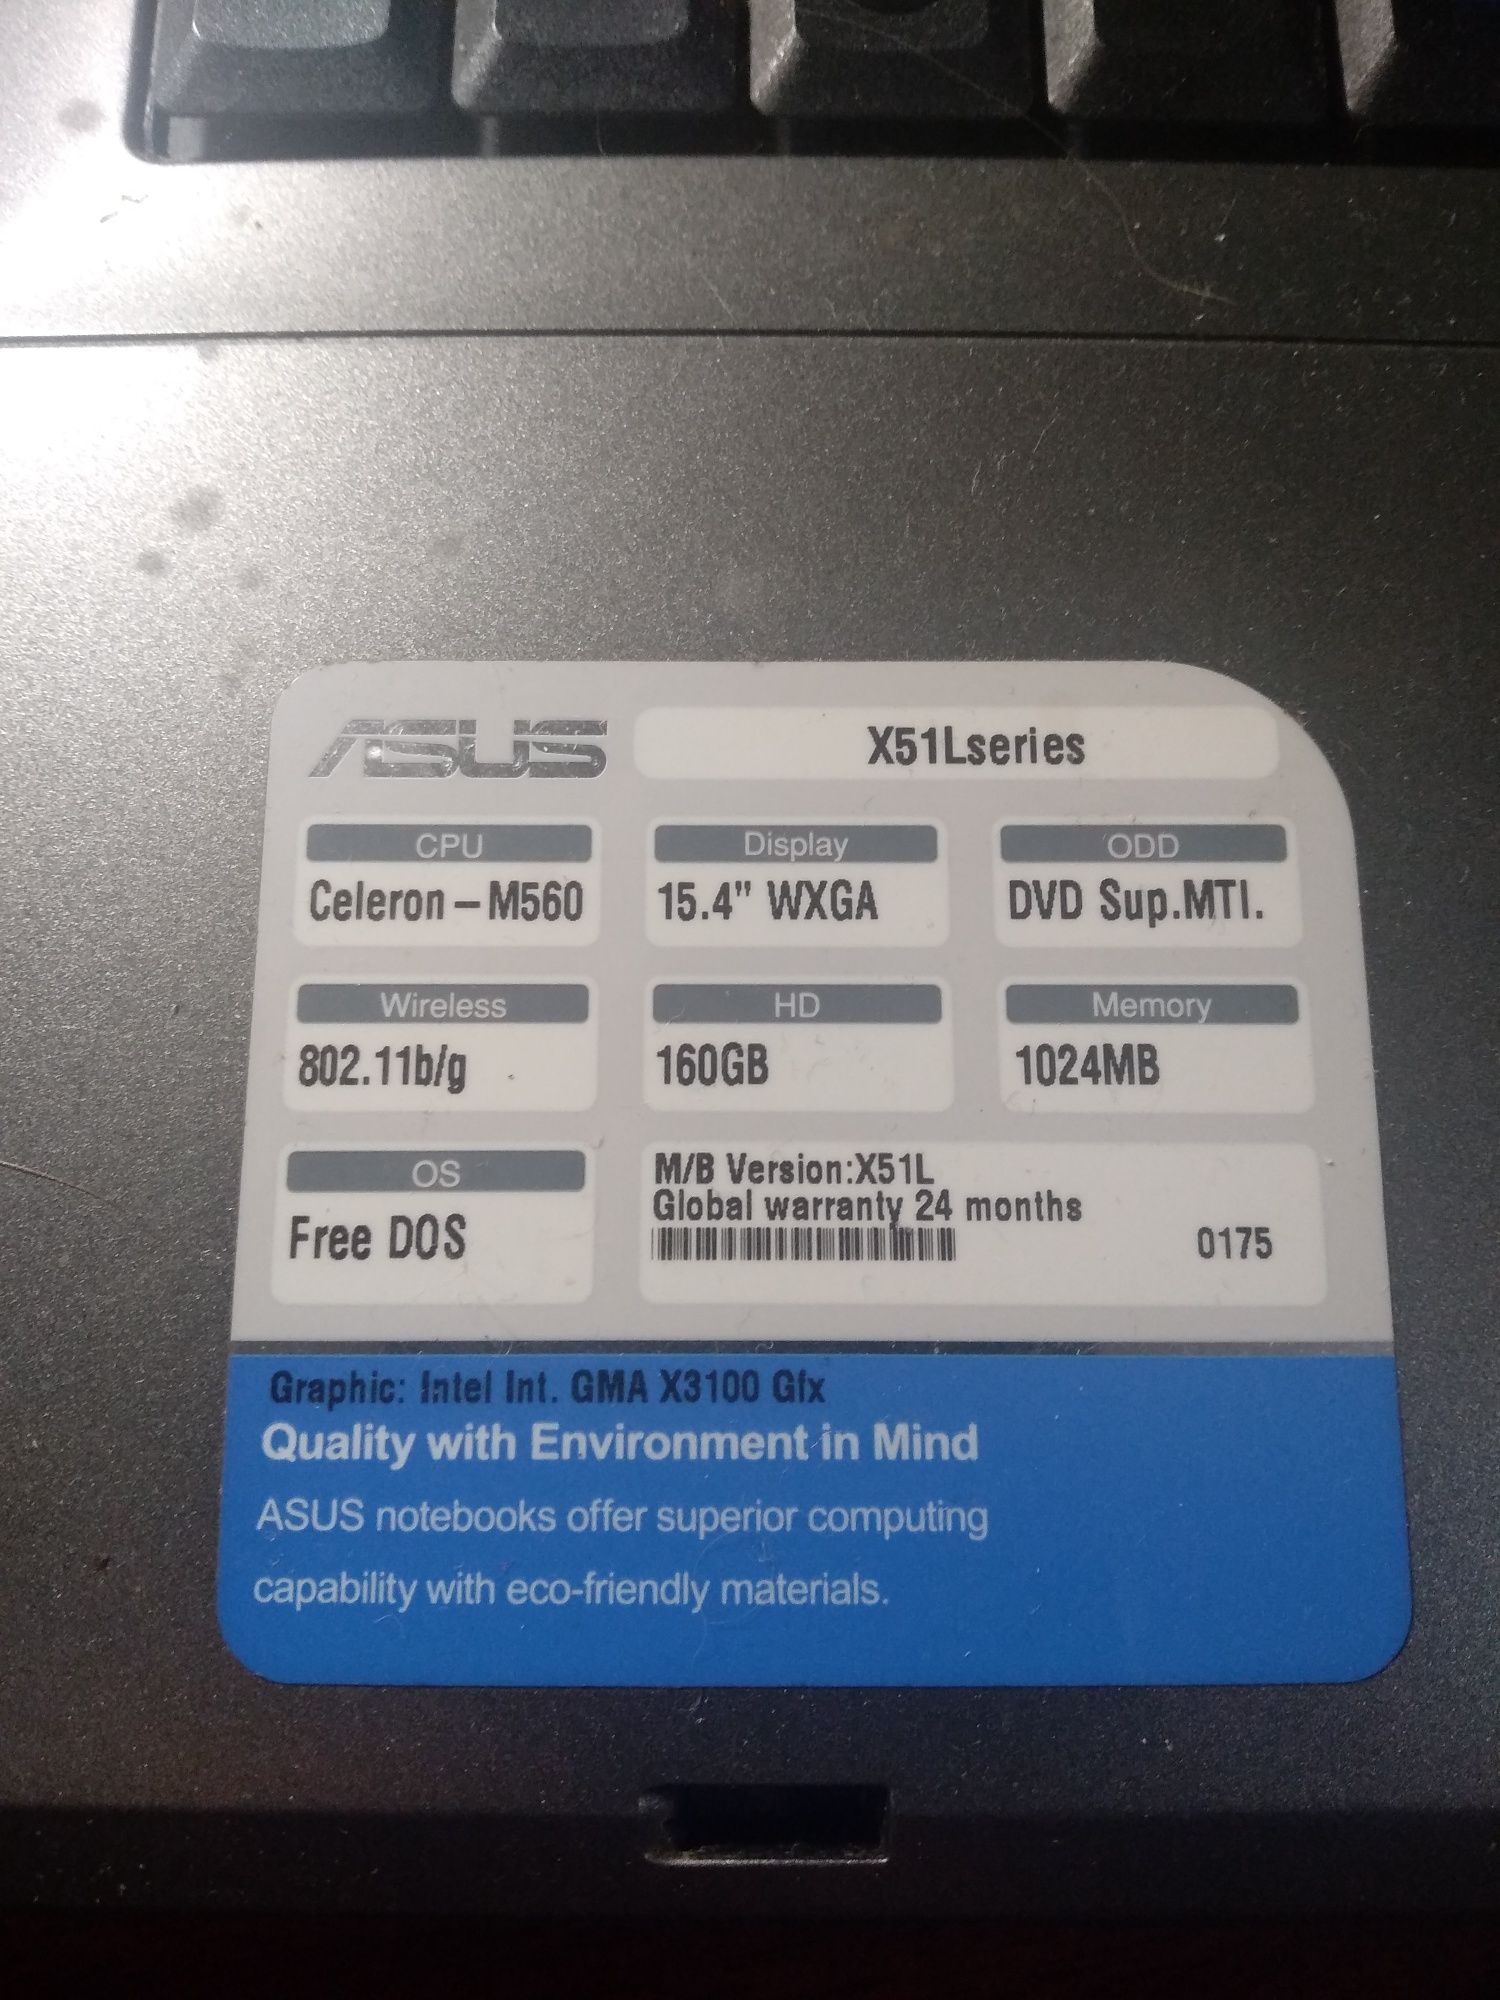 ASUS X51Lseries
CPU Display ODD
Celeron-M560 15.4" WXGA DVD Sup.MTI.
Wireless HD Memory
802.11b/g 160GB 1024MB
OS
Free DOS
M/B Version:X51L
Global warranty 24 months
0175
Graphic: Intel Int. GMA X3100 Gfx
Quality with Environment in Mind
ASUS notebooks offer superior computing
capability with eco-friendly materials.